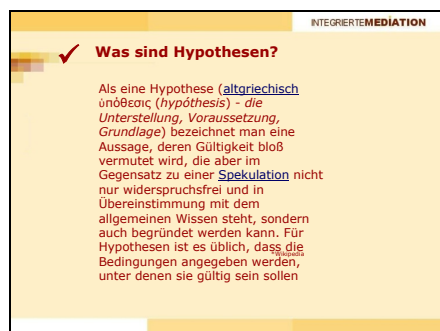 INTEGRIERTEMEDIATION
Was sind Hypothesen?
Als eine Hypothese (altgriechisch
ὑπόθεσις (hypóthesis) - die
Unterstellung, Voraussetzung,
Grundlage) bezeichnet man eine
Aussage, deren Gültigkeit bloß
vermutet wird, die aber im
Gegensatz zu einer Spekulation nicht
nur widerspruchsfrei und in
Übereinstimmung mit dem
allgemeinen Wissen steht, sondern
auch begründet werden kann. Für
Hypothesen ist es üblich, dass die
*Wikipedia
Bedingungen angegeben werden,
unter denen sie gültig sein sollen